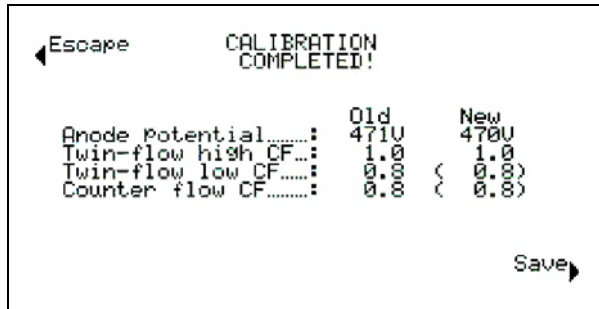 Escape
CALIBRATION
COMPLETED!
Old New
Anode Potential........: 471V 470V
Twin-flow high CF...: 1.0 1.0
Twin-flow low CF.....: 0.8 ( 0.8)
Counter flow CF........: 0.8 ( 0.8)
Save